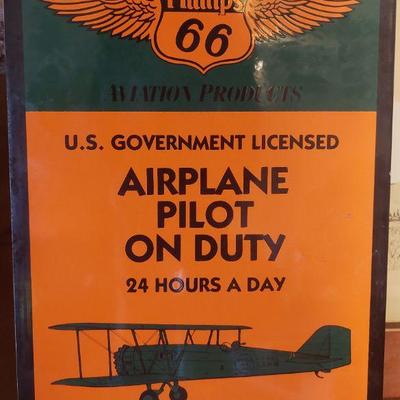 Phillips
66
AVIATION PRODUCTS
U.S. GOVERNMENT LICENSED
AIRPLANE
PILOT
ON DUTY
24 HOURS A DAY